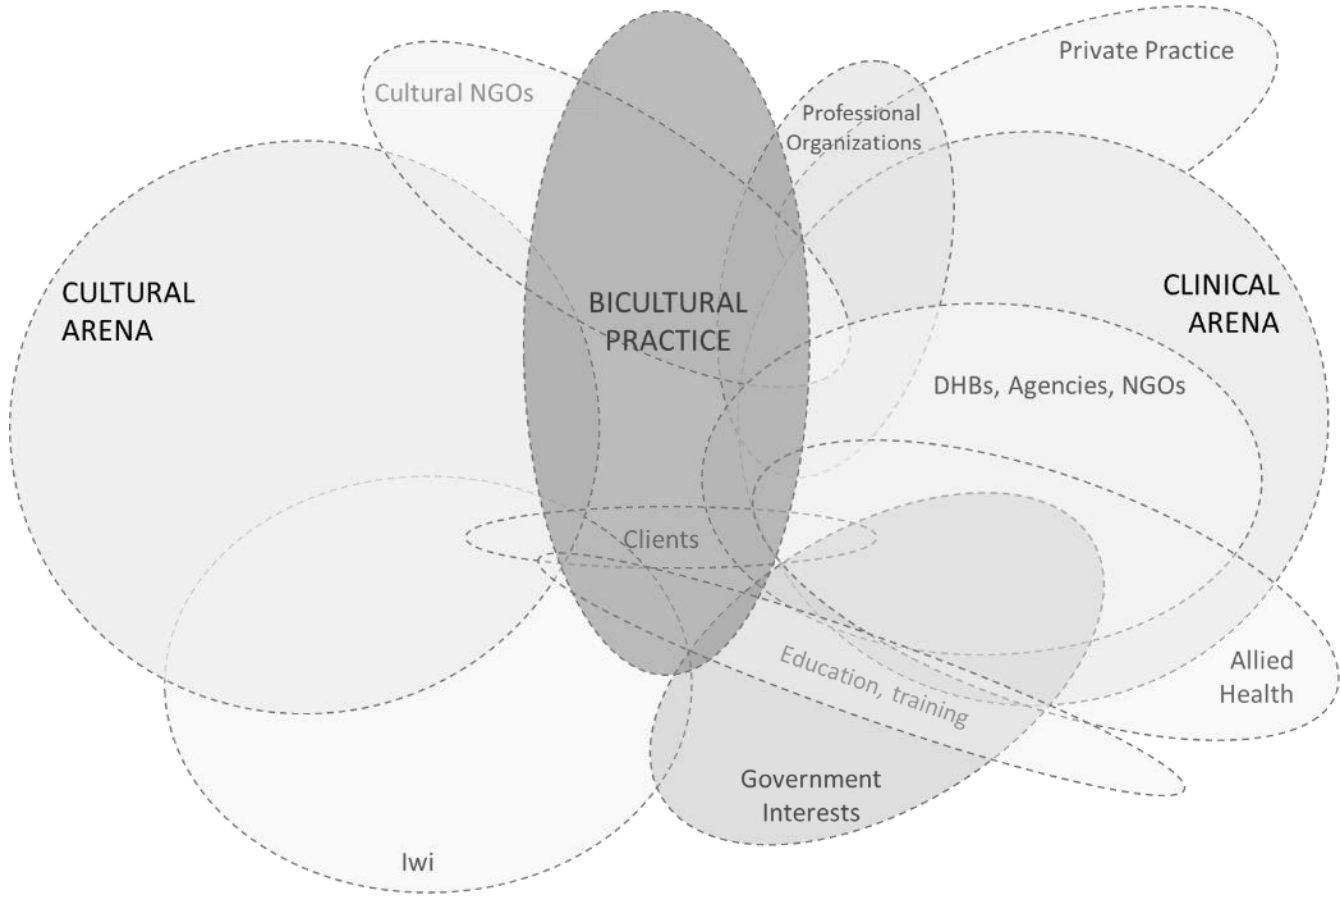 Private Practice
Cultural NGOs
Professional
Organizations
CULTURAL
ARENA
BICULTURAL
PRACTICE
CLINICAL
ARENA
DHBs, Agencies, NGOs
Clients
Education, training
Allied
Health
Government
Interests
Iwi